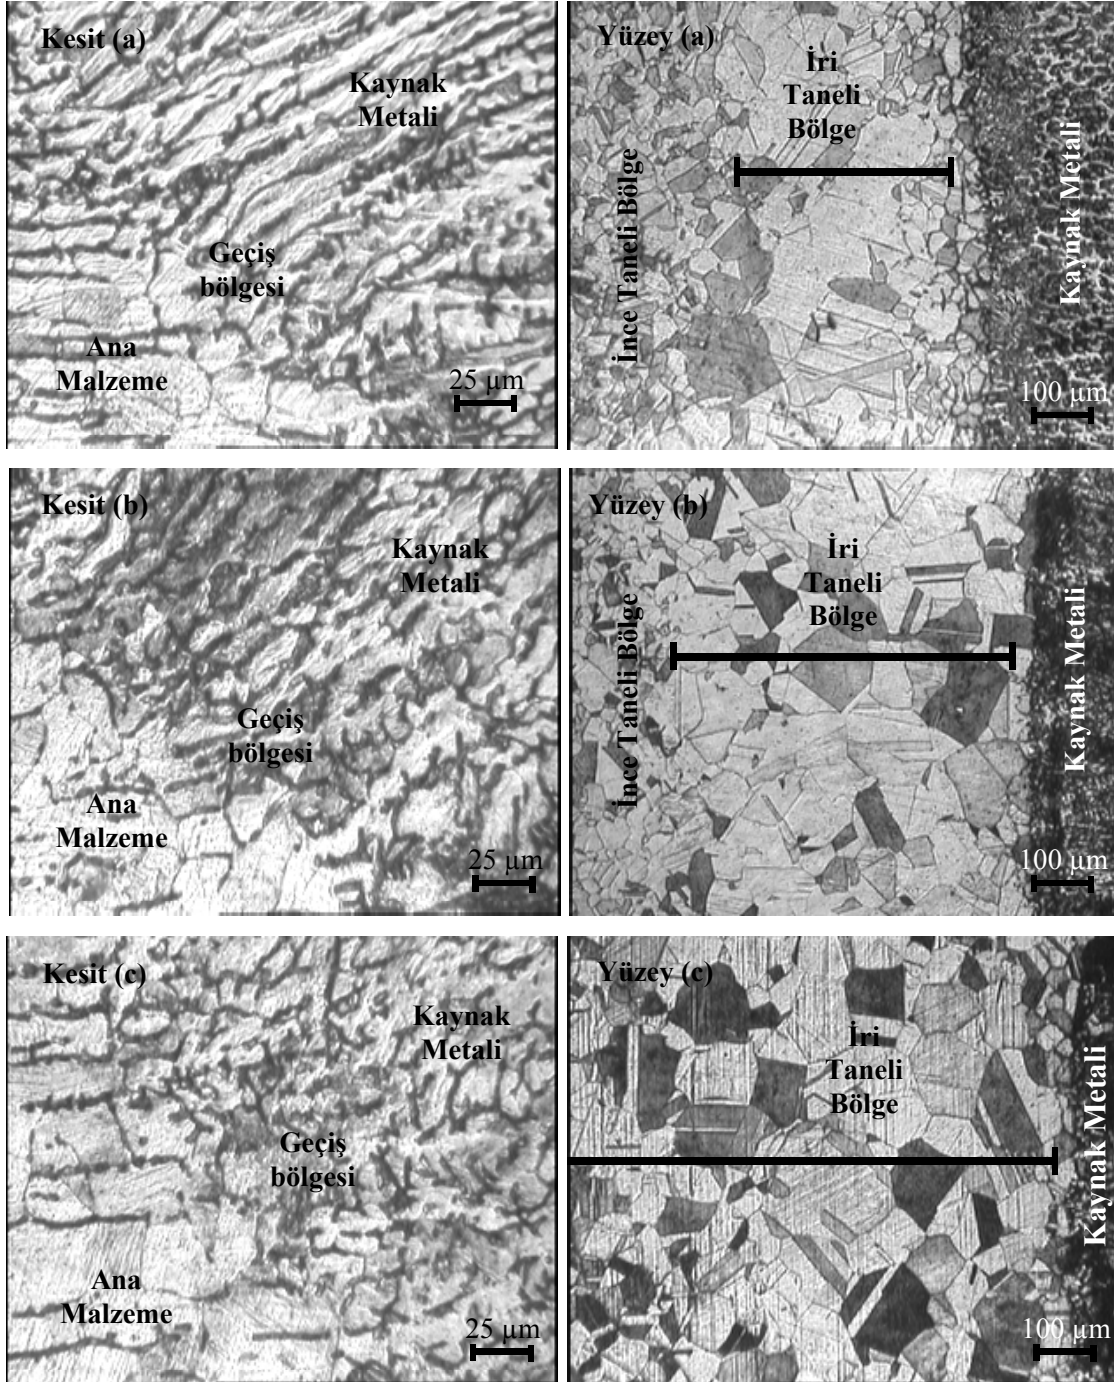 Kesit (a)
Kaynak
Metali
Geçiş
bölgesi
Ana
Malzeme
25 µm
Yüzey (a)
İri
Taneli
Bölge
İnce Taneli Bölge
Kaynak Metali
100 µm
Kesit (b)
Kaynak
Metali
Geçiş
bölgesi
Ana
Malzeme
25 µm
Yüzey (b)
İri
Taneli
Bölge
İnce Taneli Bölge
Kaynak Metali
100 µm
Kesit (c)
Kaynak
Metali
Geçiş
bölgesi
Ana
Malzeme
25 µm
Yüzey (c)
İri
Taneli
Bölge
Kaynak Metali
100 µm